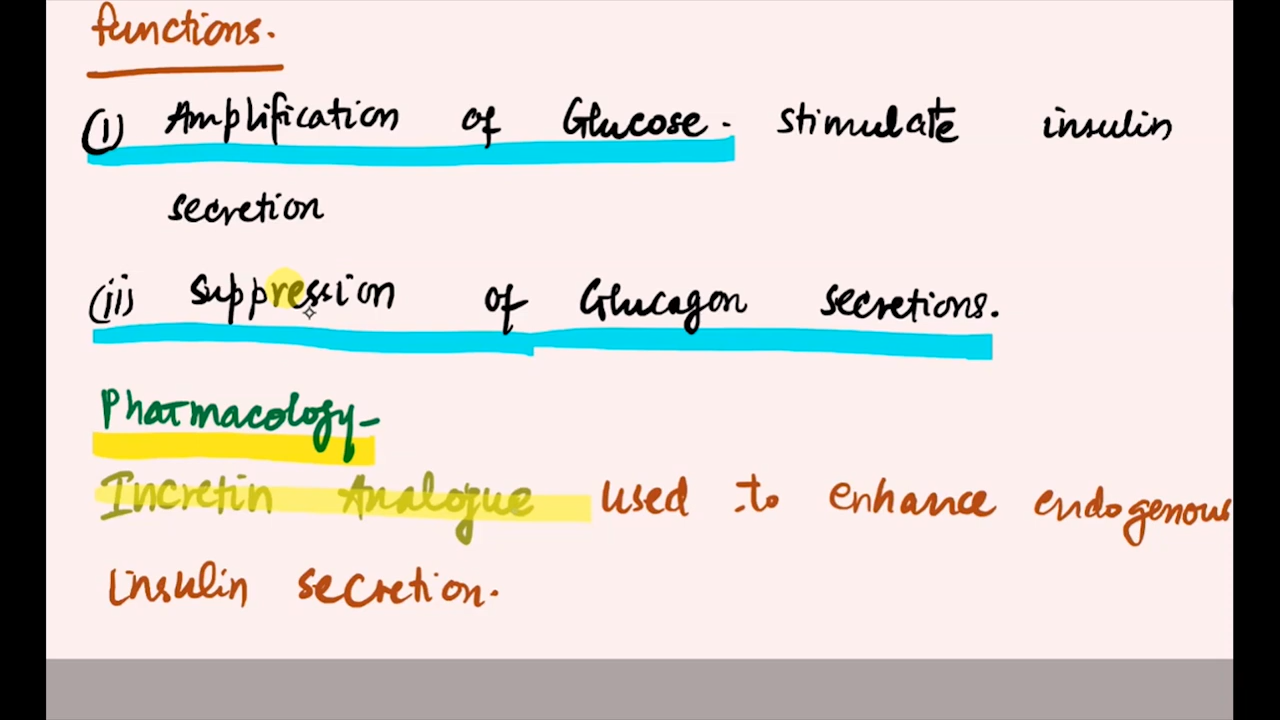 functions.
(i) Amplification of Glucose. stimulate insulin
secretion
(ii) suppression of Glucagon secretions.
Pharmacology-
Incretin Analogue used to enhance endogenous
insulin secretion.